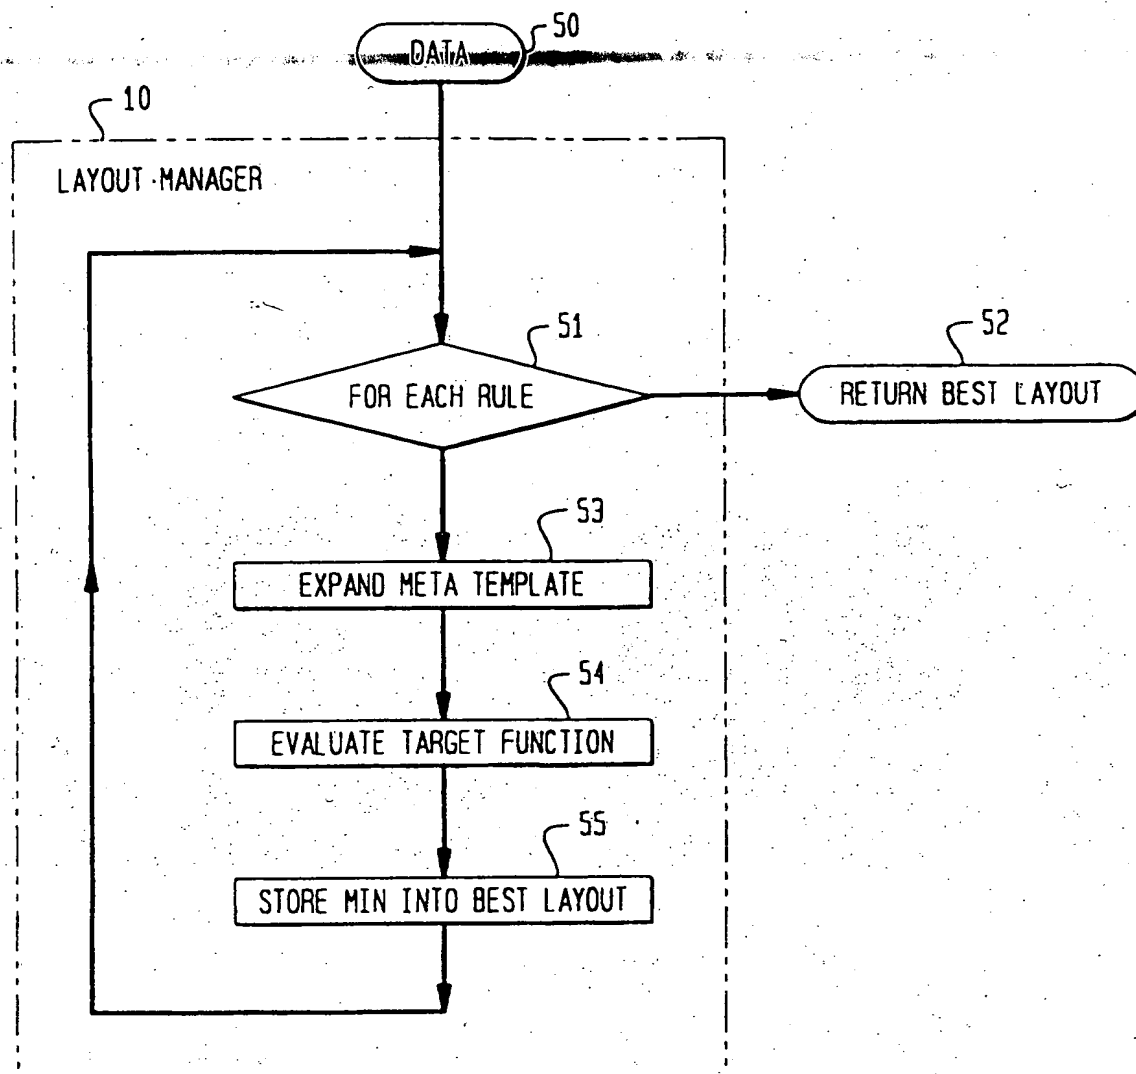 50
DATA
10
LAYOUT MANAGER
51
FOR EACH RULE
52
RETURN BEST LAYOUT
53
EXPAND META TEMPLATE
54
EVALUATE TARGET FUNCTION
55
STORE MIN INTO BEST LAYOUT